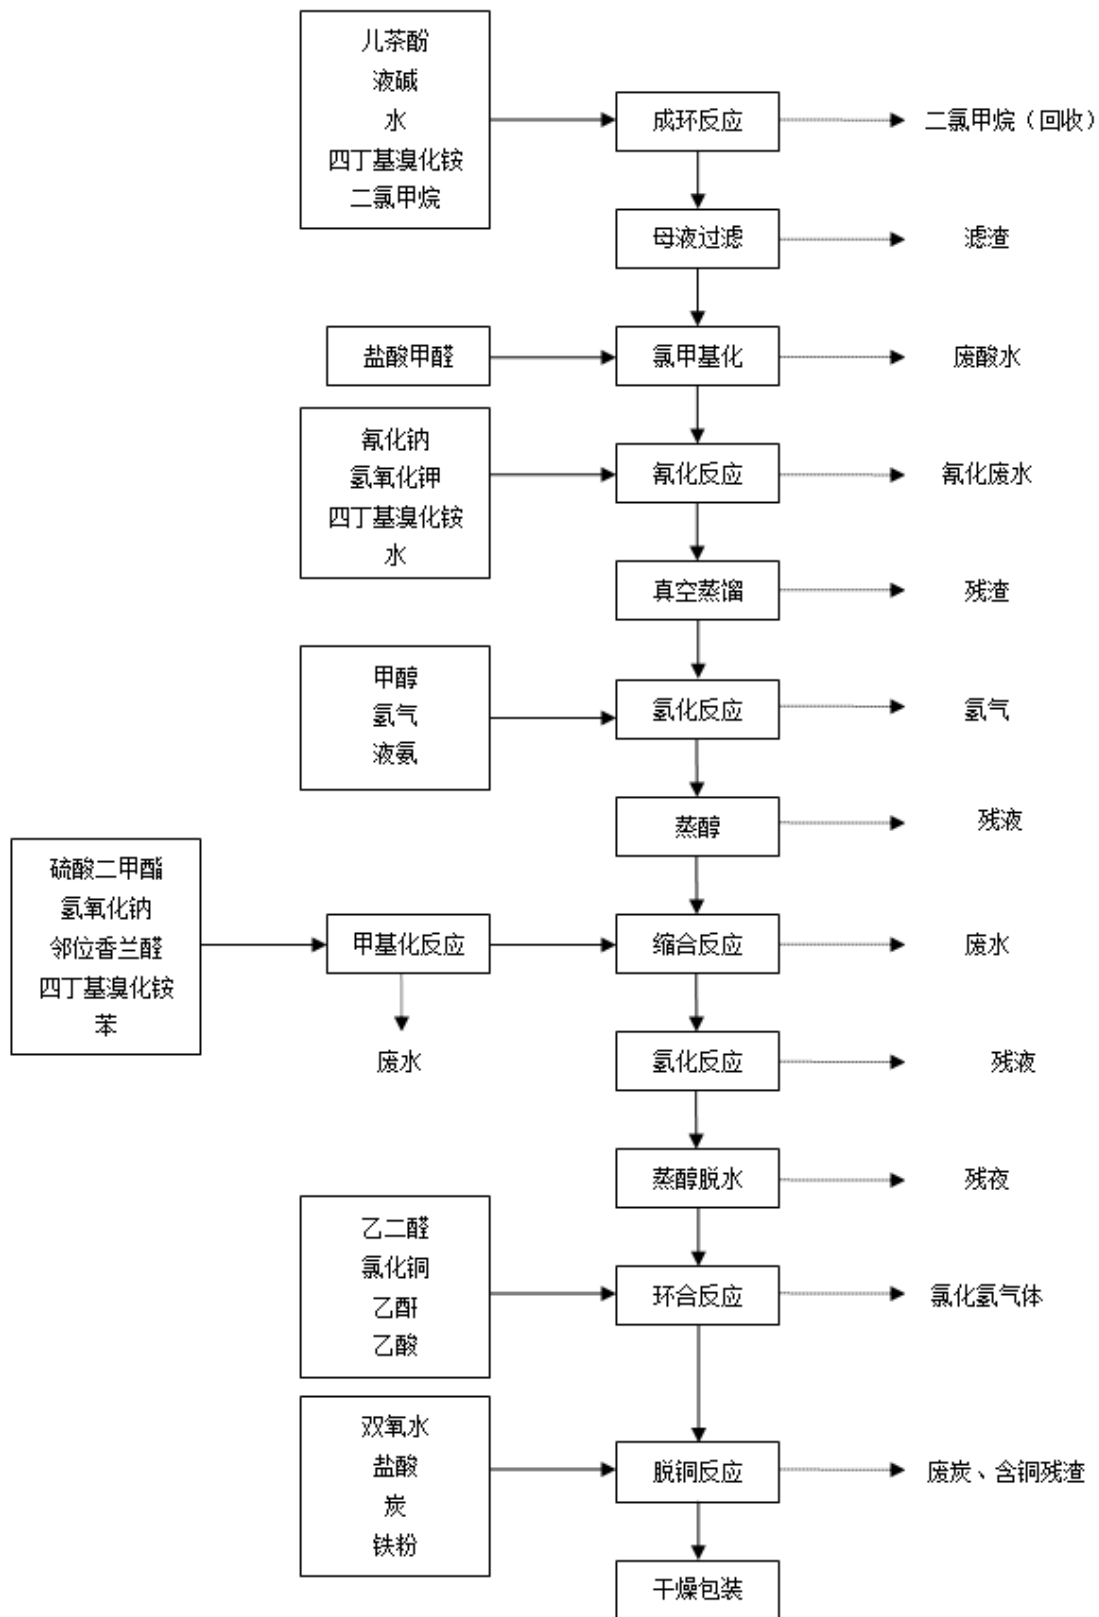 儿茶酚
液碱
水
四丁基溴化铵
二氯甲烷
成环反应
二氯甲烷（回收）
母液过滤
滤渣
盐酸甲醛
氯甲基化
废酸水
氰化钠
氢氧化钾
四丁基溴化铵
水
氰化反应
氰化废水
真空蒸馏
残渣
甲醇
氢气
液氨
氢化反应
氢气
蒸醇
残液
硫酸二甲酯
氢氧化钠
邻位香兰醛
四丁基溴化铵
苯
甲基化反应
废水
缩合反应
废水
氢化反应
残液
蒸醇脱水
残夜
乙二醛
氯化铜
乙酐
乙酸
环合反应
氯化氢气体
双氧水
盐酸
炭
铁粉
脱铜反应
废炭、含铜残渣
干燥包装